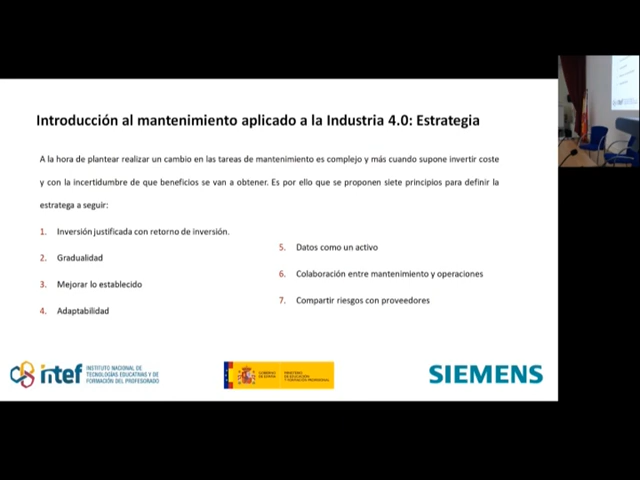 Introducción al mantenimiento aplicado a la Industria 4.0: Estrategia
A la hora de plantear realizar un cambio en las tareas de mantenimiento es complejo y más cuando supone invertir coste
y con la incertidumbre de que beneficios se van a obtener. Es por ello que se proponen siete principios para definir la
estratega a seguir:
1. Inversión justificada con retorno de inversión.
2. Gradualidad
3. Mejorar lo establecido
4. Adaptabilidad
5. Datos como un activo
6. Colaboración entre mantenimiento y operaciones
7. Compartir riesgos con proveedores
intef
INSTITUTO NACIONAL DE
TECNOLOGÍAS EDUCATIVAS Y DE
FORMACIÓN DEL PROFESORADO
GOBIERNO
DE ESPAÑA
MINISTERIO
DE EDUCACIÓN
Y FORMACIÓN PROFESIONAL
SIEMENS